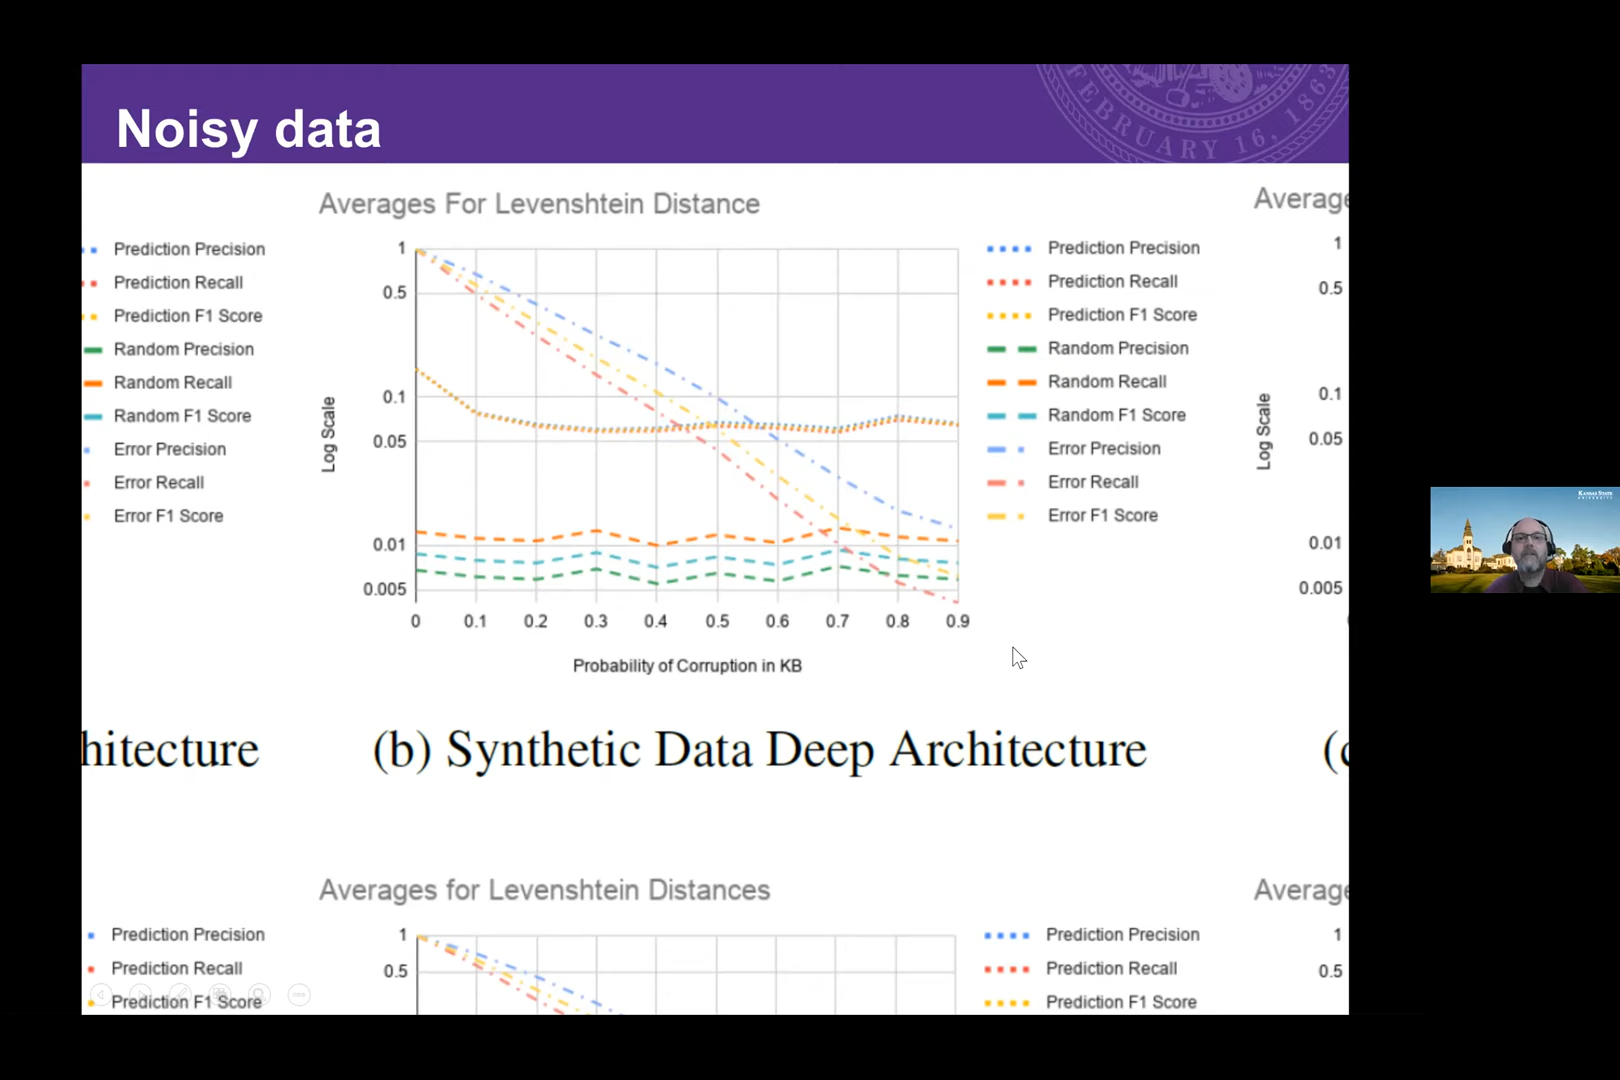 Noisy data
FEBRUARY 16, 1863
Prediction Precision
Prediction Recall
Prediction F1 Score
Random Precision
Random Recall
Random F1 Score
Error Precision
Error Recall
Error F1 Score
Averages For Levenshtein Distance
1
0.5
0.1
0.05
0.01
0.005
Log Scale
0 0.1 0.2 0.3 0.4 0.5 0.6 0.7 0.8 0.9
Probability of Corruption in KB
Prediction Precision
Prediction Recall
Prediction F1 Score
Random Precision
Random Recall
Random F1 Score
Error Precision
Error Recall
Error F1 Score
Average
1
0.5
0.1
0.05
0.01
0.005
Log Scale
KANSAS STATE
UNIVERSITY
hitecture
(b) Synthetic Data Deep Architecture
(c
Prediction Precision
Prediction Recall
Prediction F1 Score
Averages for Levenshtein Distances
1
0.5
Prediction Precision
Prediction Recall
Prediction F1 Score
Average
1
0.5